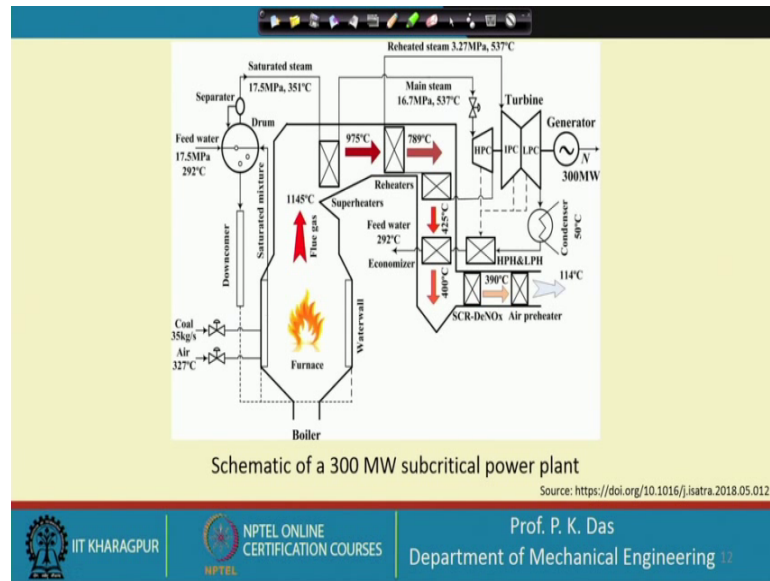 Reheated steam 3.27MPa, 537°C
Saturated steam
17.5MPa, 351°C
Main steam
16.7MPa, 537°C
Separater
Drum
Turbine
Generator
Feed water
17.5MPa
292°C
975°C
789°C
HPC
IPC
LPC
N
300MW
Saturated mixture
1145°C
Flue gas
Reheaters
Superheaters
425°C
Feed water
292°C
Economizer
HPH&LPH
Condenser
50°C
Downcomer
400°C
390°C
114°C
SCR-DeNOx
Air preheater
Coal
35kg/s
Air
327°C
Waterwall
Furnace
Boiler
Schematic of a 300 MW subcritical power plant
Source: https://doi.org/10.1016/j.isatra.2018.05.012
IIT KHARAGPUR
NPTEL
NPTEL ONLINE
CERTIFICATION COURSES
Prof. P. K. Das
Department of Mechanical Engineering
12